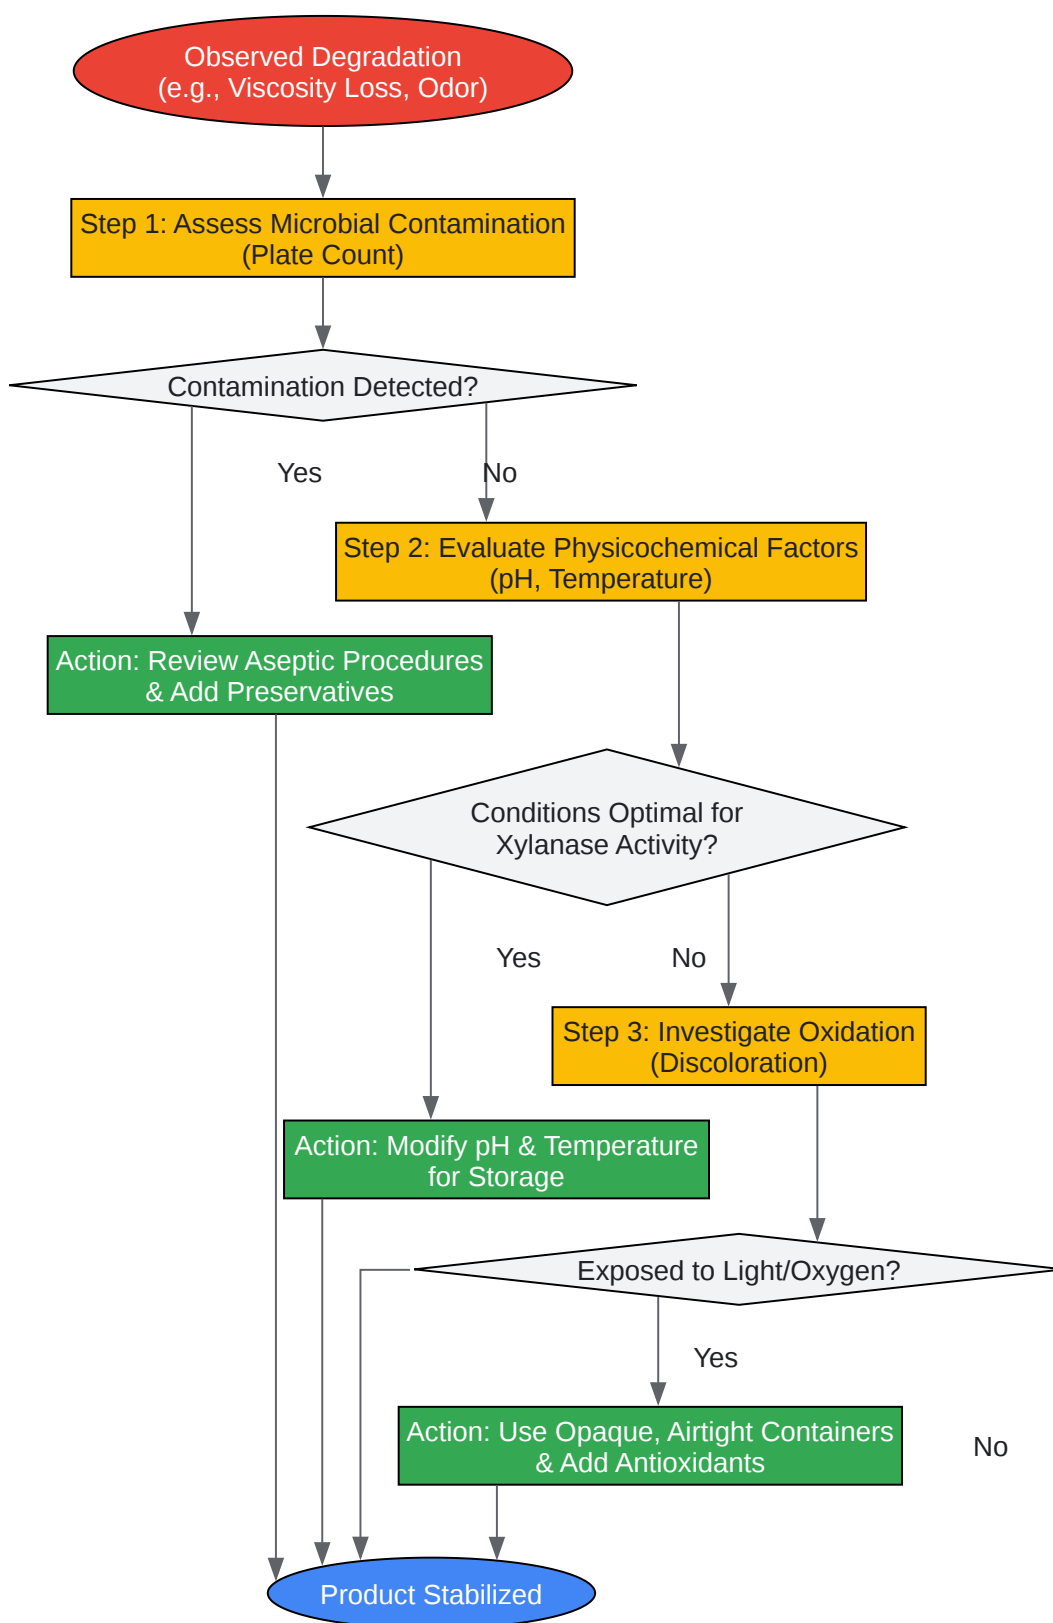 Observed Degradation
(e.g., Viscosity Loss, Odor)
Step 1: Assess Microbial Contamination
(Plate Count)
Contamination Detected?
Yes
No
Step 2: Evaluate Physicochemical Factors
(pH, Temperature)
Action: Review Aseptic Procedures
& Add Preservatives
Conditions Optimal for
Xylanase Activity?
Yes
No
Step 3: Investigate Oxidation
(Discoloration)
Action: Modify pH & Temperature
for Storage
Exposed to Light/Oxygen?
Yes
Action: Use Opaque, Airtight Containers
& Add Antioxidants
No
Product Stabilized